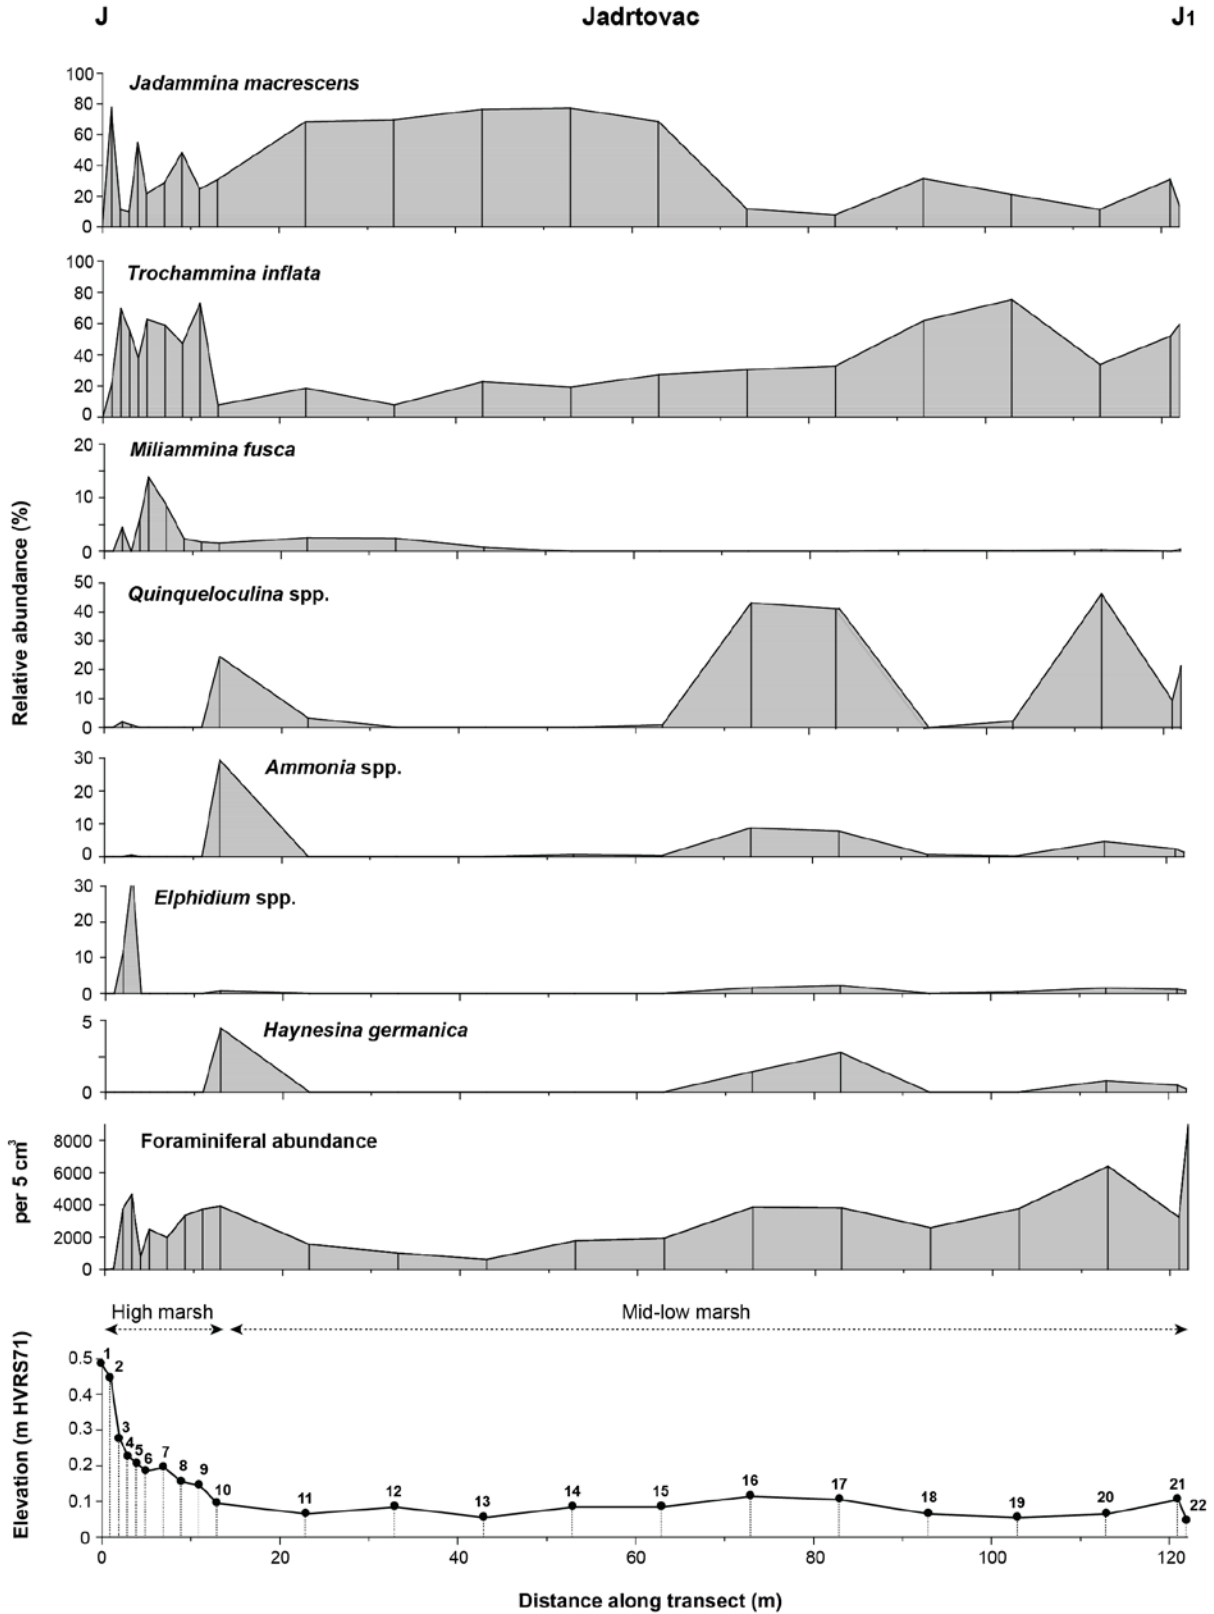 J Jadrtovac J1
Jadammina macrescens
100
80
60
40
20
0
Trochammina inflata
100
80
60
40
20
0
Miliammina fusca
20
10
0
Relative abundance (%)
Quinqueloculina spp.
50
40
30
20
10
0
Ammonia spp.
30
20
10
0
Elphidium spp.
30
20
10
0
Haynesina germanica
5
0
Foraminiferal abundance
per 5 cm³
8000
6000
4000
2000
0
High marsh Mid-low marsh
Elevation (m HVRS71)
0.5
0.4
0.3
0.2
0.1
0
1 2 3 4 5 6 7 8 9 10 11 12 13 14 15 16 17 18 19 20 21 22
0 20 40 60 80 100 120
Distance along transect (m)